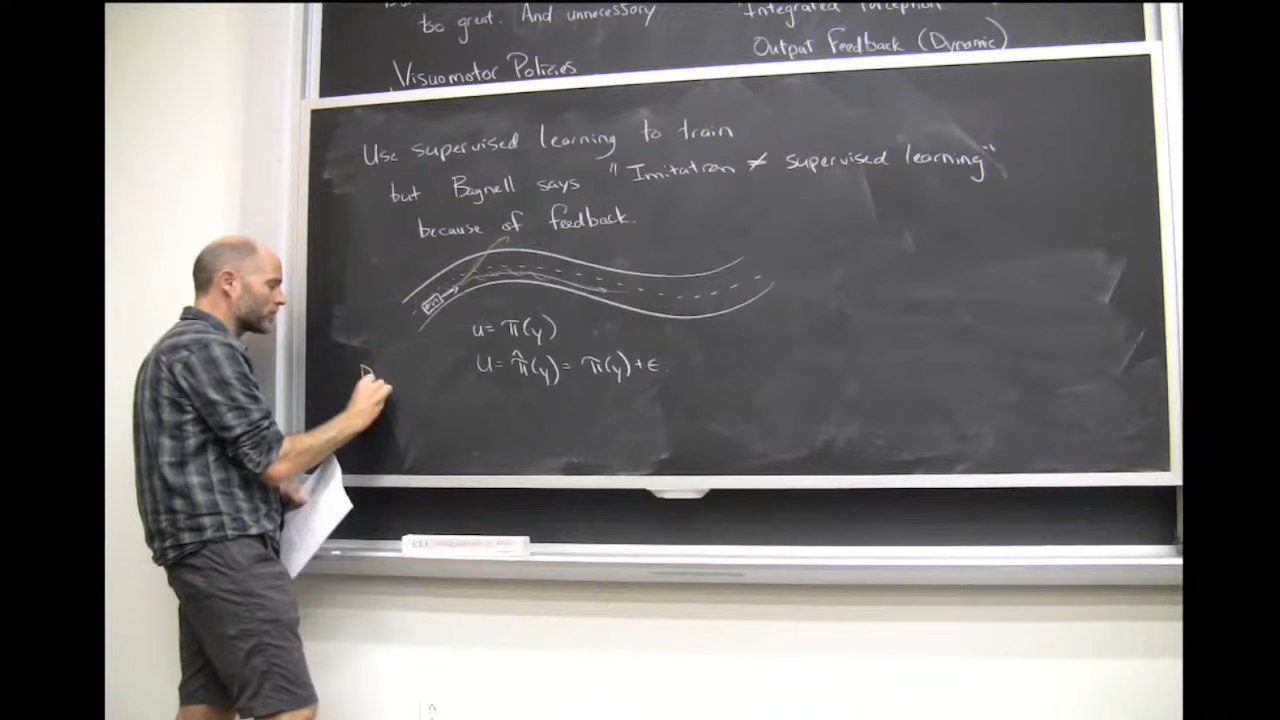 too great. And unnecessary
Visuomotor Policies
Integrated Perception
Output Feedback (Dynamic)
Use supervised learning to train
but Bagnell says "Imitation ≠ supervised learning"
because of feedback.
u = π(y)
u = π̂(y) = π(y) + ε